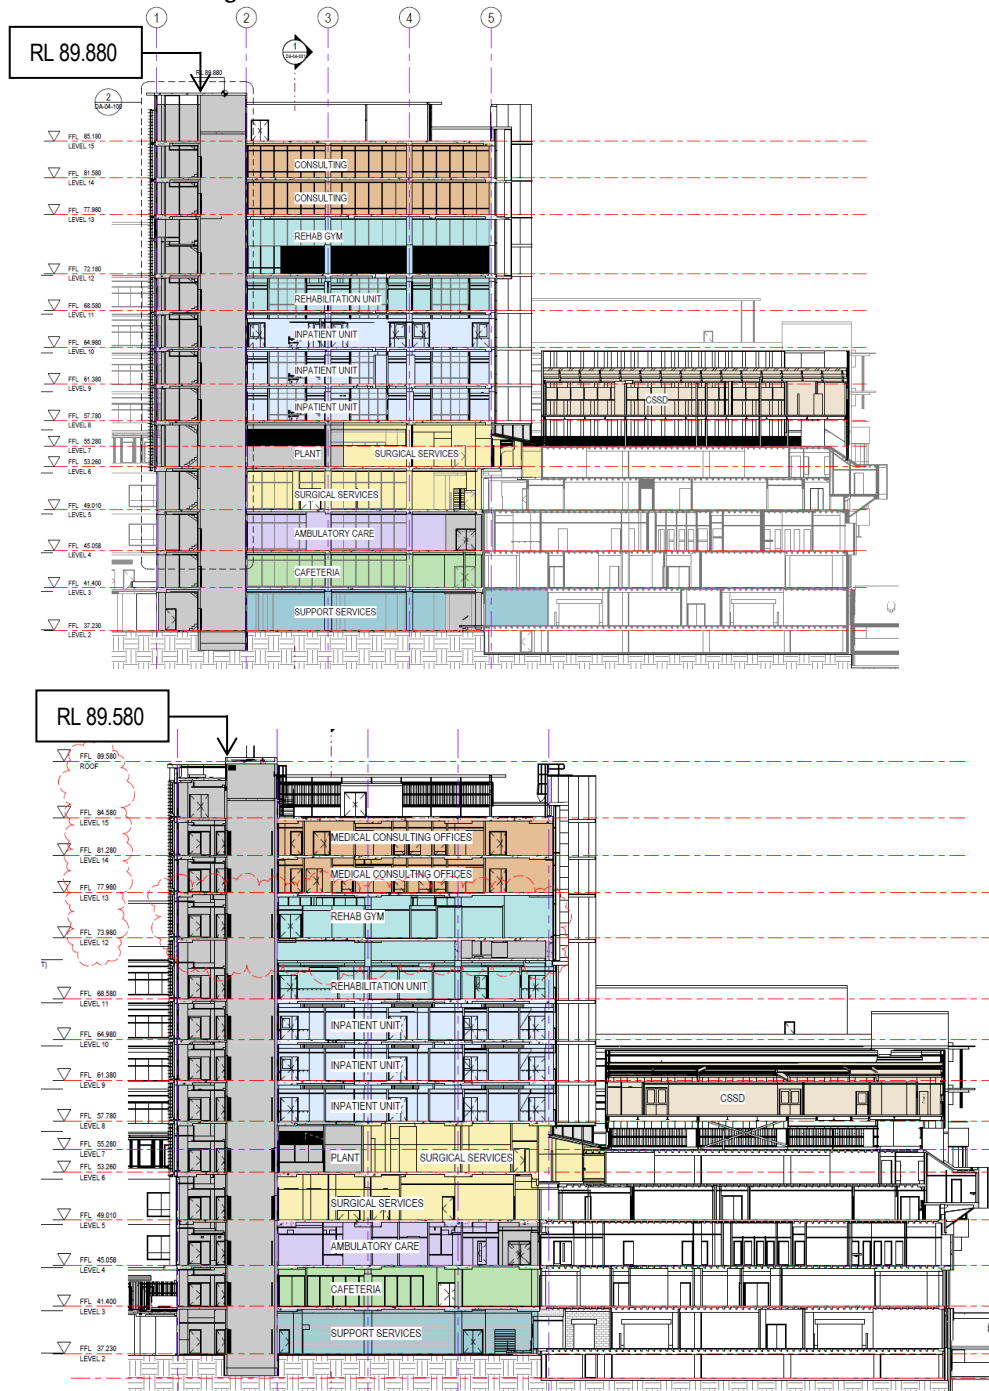 1 2 3 4 5
RL 89.880
1
DA-04-001
RL 89.880
2
DA-04-100
FFL 85.180
LEVEL 15
CONSULTING
FFL 81.580
LEVEL 14
CONSULTING
FFL 77.980
LEVEL 13
REHAB GYM
FFL 72.180
LEVEL 12
REHABILITATION UNIT
FFL 68.580
LEVEL 11
INPATIENT UNIT
FFL 64.980
LEVEL 10
INPATIENT UNIT
FFL 61.380
LEVEL 9
CSSD
INPATIENT UNIT
FFL 57.780
LEVEL 8
FFL 55.280
LEVEL 7
PLANT SURGICAL SERVICES
FFL 53.260
LEVEL 6
SURGICAL SERVICES
FFL 49.010
LEVEL 5
AMBULATORY CARE
FFL 45.058
LEVEL 4
CAFETERIA
FFL 41.400
LEVEL 3
SUPPORT SERVICES
FFL 37.230
LEVEL 2
RL 89.580
FFL 89.580
ROOF
FFL 84.580
LEVEL 15
MEDICAL CONSULTING OFFICES
FFL 81.280
LEVEL 14
MEDICAL CONSULTING OFFICES
FFL 77.980
LEVEL 13
REHAB GYM
FFL 73.980
LEVEL 12
T)
REHABILITATION UNIT
FFL 68.580
LEVEL 11
INPATIENT UNIT
FFL 64.980
LEVEL 10
INPATIENT UNIT
FFL 61.380
LEVEL 9
CSSD
INPATIENT UNIT
FFL 57.780
LEVEL 8
FFL 55.280
LEVEL 7
PLANT SURGICAL SERVICES
FFL 53.260
LEVEL 6
SURGICAL SERVICES
FFL 49.010
LEVEL 5
AMBULATORY CARE
FFL 45.058
LEVEL 4
CAFETERIA
FFL 41.400
LEVEL 3
SUPPORT SERVICES
FFL 37.230
LEVEL 2